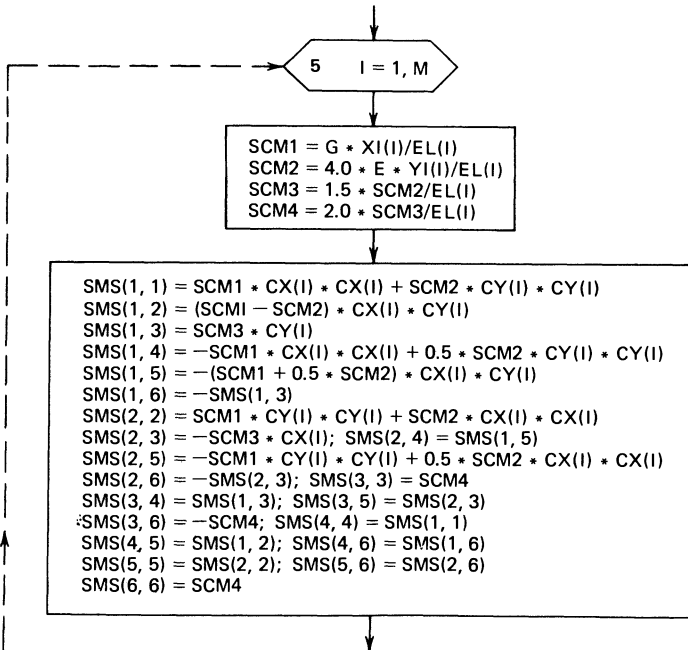 5 I = 1, M
SCM1 = G * XI(I)/EL(I)
SCM2 = 4.0 * E * YI(I)/EL(I)
SCM3 = 1.5 * SCM2/EL(I)
SCM4 = 2.0 * SCM3/EL(I)
SMS(1, 1) = SCM1 * CX(I) * CX(I) + SCM2 * CY(I) * CY(I)
SMS(1, 2) = (SCMI − SCM2) * CX(I) * CY(I)
SMS(1, 3) = SCM3 * CY(I)
SMS(1, 4) = −SCM1 * CX(I) * CX(I) + 0.5 * SCM2 * CY(I) * CY(I)
SMS(1, 5) = −(SCM1 + 0.5 * SCM2) * CX(I) * CY(I)
SMS(1, 6) = −SMS(1, 3)
SMS(2, 2) = SCM1 * CY(I) * CY(I) + SCM2 * CX(I) * CX(I)
SMS(2, 3) = −SCM3 * CX(I); SMS(2, 4) = SMS(1, 5)
SMS(2, 5) = −SCM1 * CY(I) * CY(I) + 0.5 * SCM2 * CX(I) * CX(I)
SMS(2, 6) = −SMS(2, 3); SMS(3, 3) = SCM4
SMS(3, 4) = SMS(1, 3); SMS(3, 5) = SMS(2, 3)
SMS(3, 6) = −SCM4; SMS(4, 4) = SMS(1, 1)
SMS(4, 5) = SMS(1, 2); SMS(4, 6) = SMS(1, 6)
SMS(5, 5) = SMS(2, 2); SMS(5, 6) = SMS(2, 6)
SMS(6, 6) = SCM4